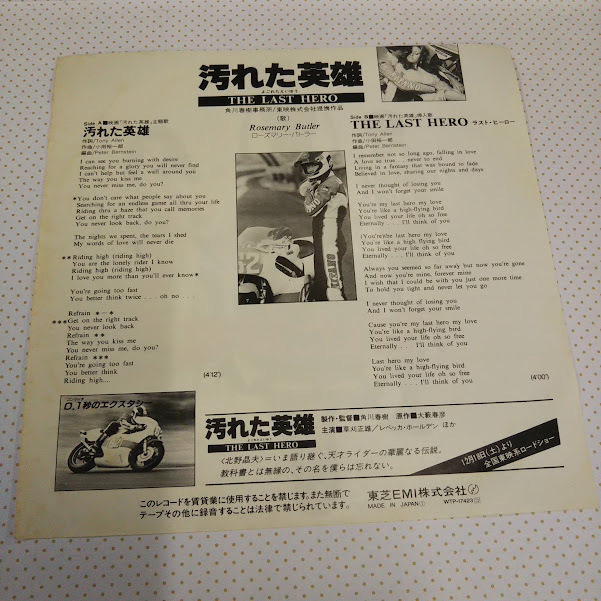 汚れた英雄
よごれたえいゆう
THE LAST HERO
角川春樹事務所/東映株式会社提携作品
(歌)
Rosemary Butler
ローズマリー・バトラー
Side A■映画「汚れた英雄」主題歌
汚れた英雄
作詞/Tony Allen
作曲/小田裕一郎
編曲/Peter Bernstein
I can see you burning with desire
Reaching for a glory you will never find
I can't help but feel a wall around you
The way you kiss me
You never miss me, do you?
*You don't care what people say about you
Searching for an endless game all thru your life
Riding thru a haze that you call memories
Get on the right track
You never look back, do you?
The nights we spent, the tears I shed
My words of love will never die
**Riding high (riding high)
You are the lonely rider I know
Riding high (riding high)
I love you more than you'll ever know*
You're going too fast
You better think twice . . . oh no . . .
Refrain * - *
***Get on the right track
You never look back
Refrain **
The way you kiss me
You never miss me, do you?
Refrain ***
You're going too fast
You better think
Riding high....
(4'12")
Side B■映画「汚れた英雄」挿入歌
THE LAST HERO ラスト・ヒーロー
作詞/Tony Allen
作曲/小田裕一郎
編曲/Peter Bernstein
I remember not so long ago, falling in love
A love so true . . . never to end
Living in a fantasy that was bound to fade
Believed in love, sharing our nights and days
I never thought of losing you
And I won't forget your smile
You're my last hero my love
You're like a high flying bird
You lived your life oh so free
Eternally . . . I'll think of you
(You're)be my last hero my love
You're like a high-flying bird
You lived your life oh so free
Eternally . . . I'll think of you
Always you seemed so far away but now you're gone
And now you're mine, forever mine
I wish that I could be with you just one more time
To hold you tight and never let you go
I never thought of losing you
And I won't forget your smile
Cause you're my last hero my love
You're like a high-flying bird
You lived your life oh so free
Eternally . . . I'll think of you
Last hero my love
You're like a high-flying bird
You lived your life oh so free
Eternally . . . I'll think of you
(4'00")
0.1秒のエクスタシー
汚れた英雄
よごれたえいゆう
THE LAST HERO
製作・監督■角川春樹 原作■大藪春彦
主演■草刈正雄/レベッカ・ホールデン ほか
〈北野晶夫〉=いま語り継ぐ、天才ライダーの華麗なる伝説。
教科書とは無縁の、その名を僕らは忘れない。
12月18日(土)より
全国東映系ロードショー
このレコードを賃貸業に使用することを禁じます。また無断で
テープその他に録音することは法律で禁じられています。
東芝EMI株式会社
MADE IN JAPAN
WTP-17423